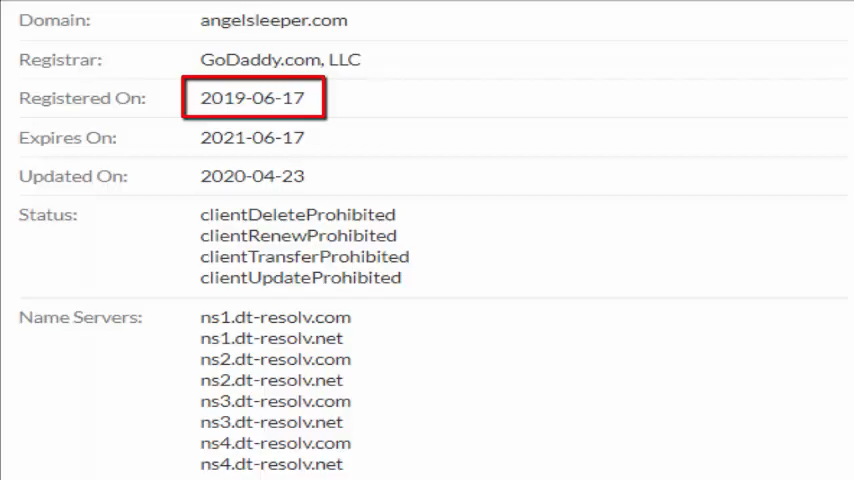 Domain: angelsleeper.com
Registrar: GoDaddy.com, LLC
Registered On: 2019-06-17
Expires On: 2021-06-17
Updated On: 2020-04-23
Status: clientDeleteProhibited
clientRenewProhibited
clientTransferProhibited
clientUpdateProhibited
Name Servers: ns1.dt-resolv.com
ns1.dt-resolv.net
ns2.dt-resolv.com
ns2.dt-resolv.net
ns3.dt-resolv.com
ns3.dt-resolv.net
ns4.dt-resolv.com
ns4.dt-resolv.net